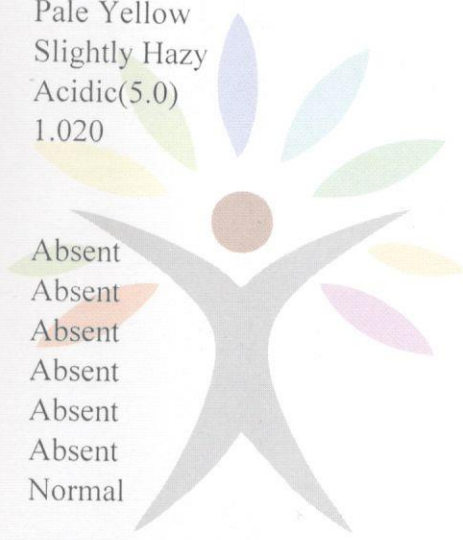 Pale Yellow
Slightly Hazy
Acidic(5.0)
1.020
Absent
Absent
Absent
Absent
Absent
Absent
Normal